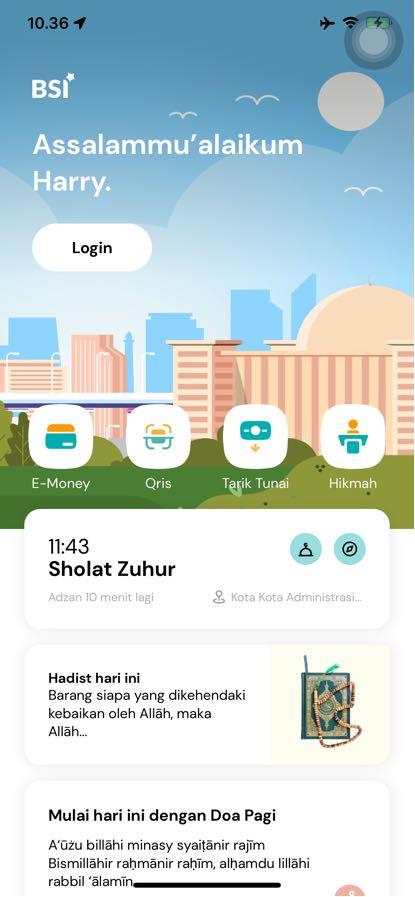 10.36
BSI
Assalammu’alaikum
Harry.
Login
E-Money
Qris
Tarik Tunai
Hikmah
11:43
Sholat Zuhur
Adzan 10 menit lagi
Kota Kota Administrasi...
Hadist hari ini
Barang siapa yang dikehendaki
kebaikan oleh Allāh, maka
Allāh...
Mulai hari ini dengan Doa Pagi
A’ūżu billāhi minasy syaiṭānir rajīm
Bismillāhir raḥmānir raḥīm, alḥamdu lillāhi
rabbil ‘ālamīn